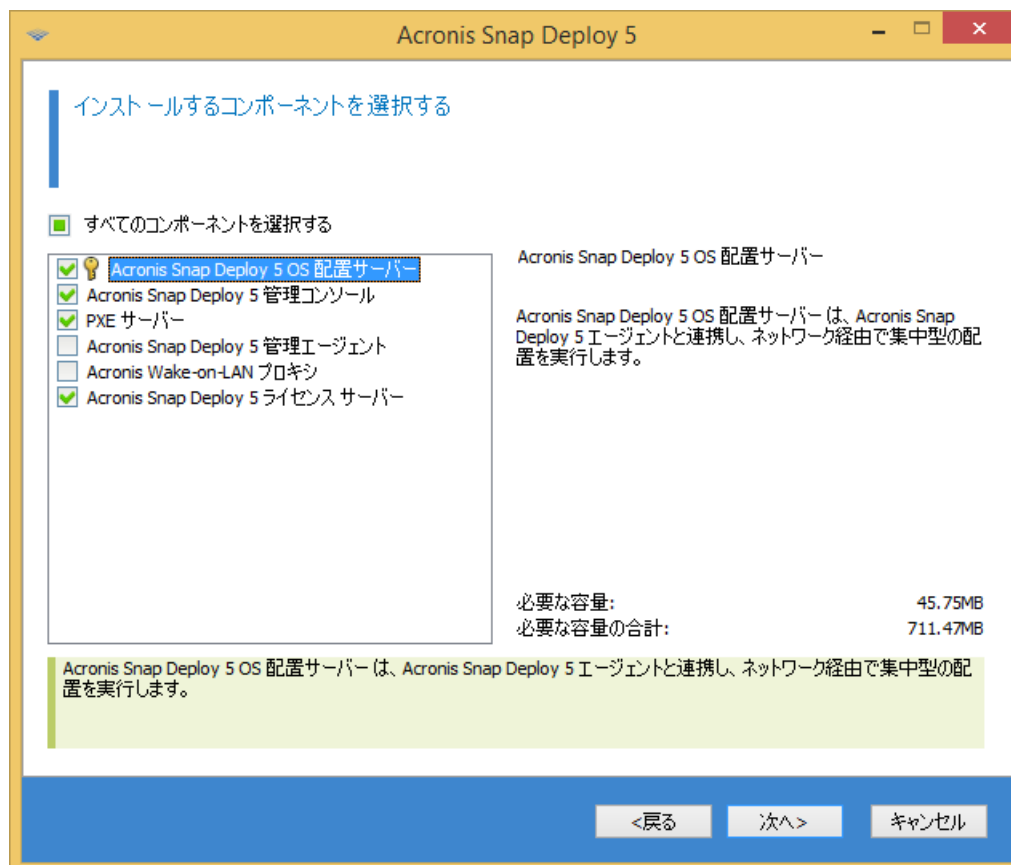 Acronis Snap Deploy 5
インストールするコンポーネントを選択する
すべてのコンポーネントを選択する
Acronis Snap Deploy 5 OS 配置サーバー
Acronis Snap Deploy 5 管理コンソール
PXE サーバー
Acronis Snap Deploy 5 管理エージェント
Acronis Wake-on-LAN プロキシ
Acronis Snap Deploy 5 ライセンス サーバー
Acronis Snap Deploy 5 OS 配置サーバー
Acronis Snap Deploy 5 OS 配置サーバー は、Acronis Snap
Deploy 5 エージェントと連携し、ネットワーク経由で集中型の配
置を実行します。
必要な容量: 45.75MB
必要な容量の合計: 711.47MB
Acronis Snap Deploy 5 OS 配置サーバー は、Acronis Snap Deploy 5 エージェントと連携し、ネットワーク経由で集中型の配
置を実行します。
<戻る 次へ> キャンセル